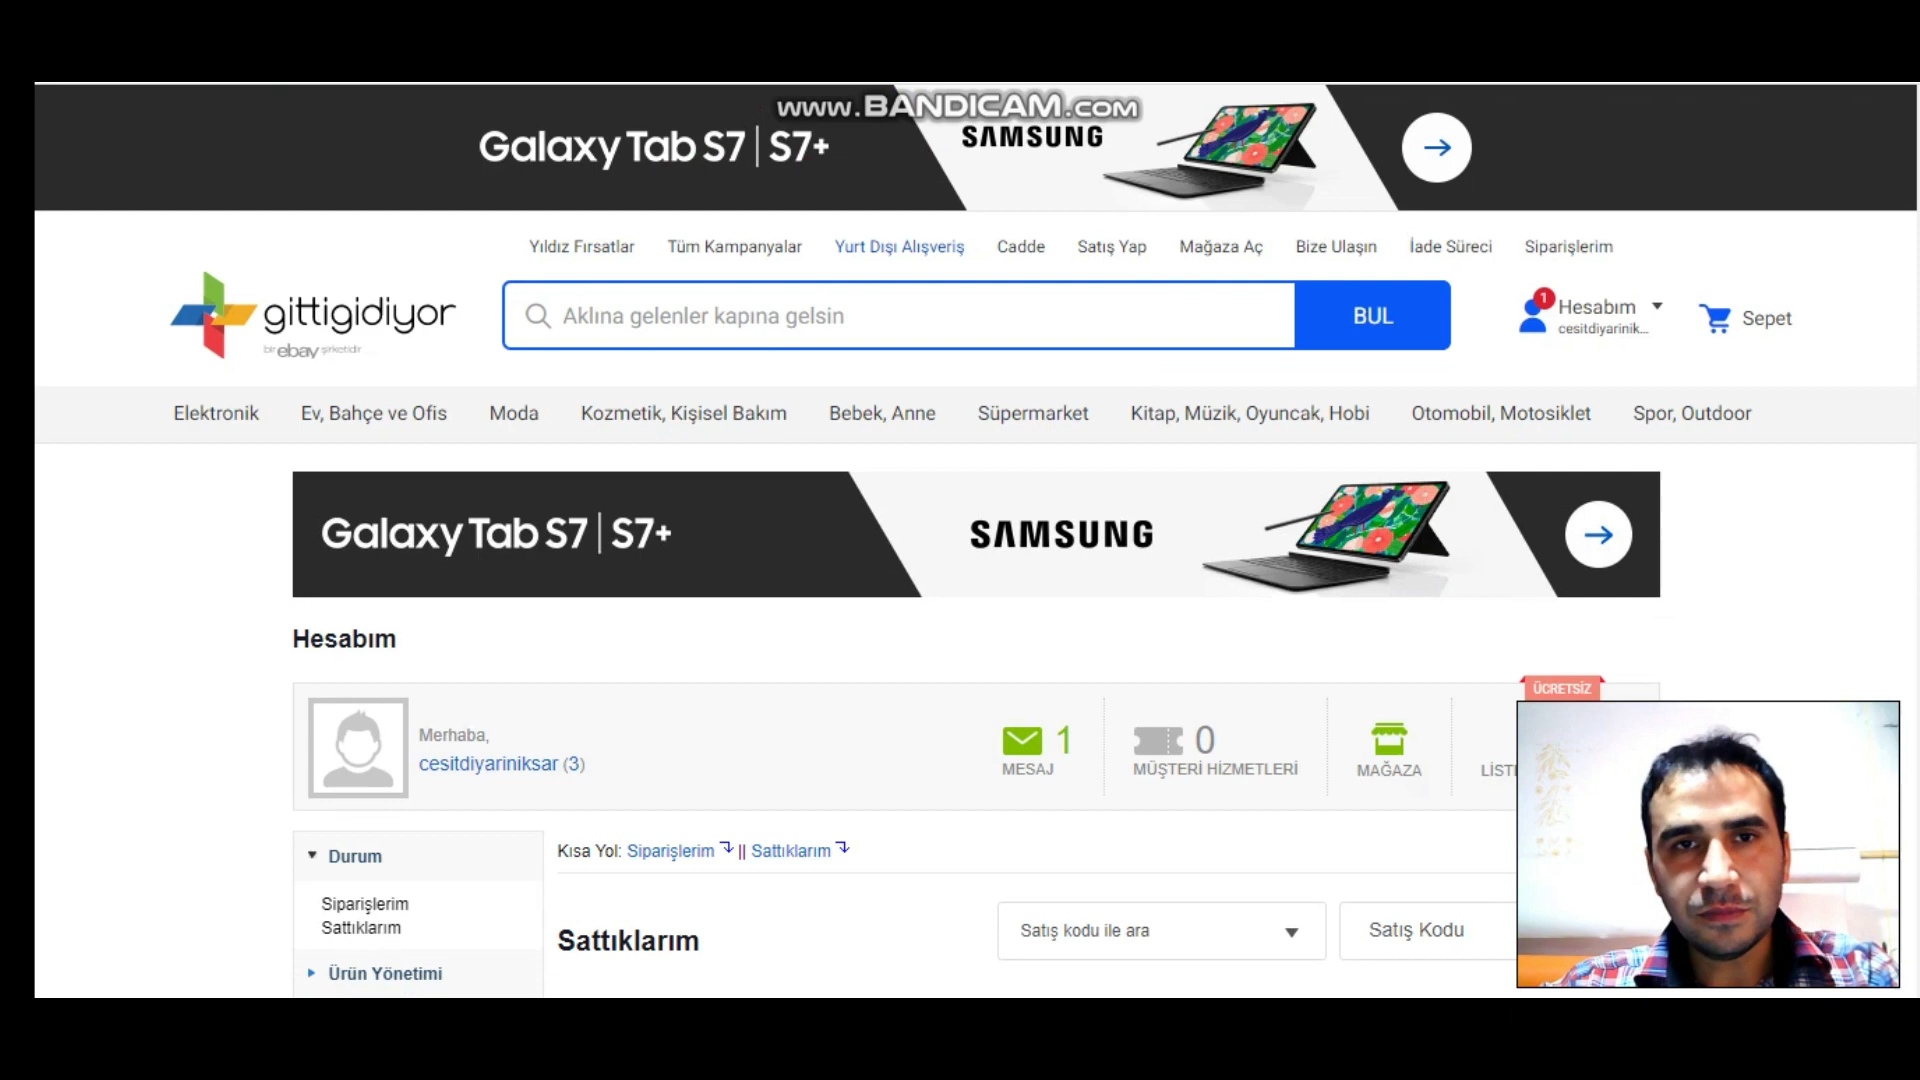 www.BANDICAM.com
Galaxy Tab S7 | S7+
SAMSUNG
Yıldız Fırsatlar Tüm Kampanyalar Yurt Dışı Alışveriş Cadde Satış Yap Mağaza Aç Bize Ulaşın İade Süreci Siparişlerim
gittigidiyor
bir ebay şirketidir
Aklına gelenler kapına gelsin
BUL
1
Hesabım
cesitdiyarinik...
Sepet
Elektronik Ev, Bahçe ve Ofis Moda Kozmetik, Kişisel Bakım Bebek, Anne Süpermarket Kitap, Müzik, Oyuncak, Hobi Otomobil, Motosiklet Spor, Outdoor
Galaxy Tab S7 | S7+ SAMSUNG
Hesabım
ÜCRETSİZ
Merhaba,
cesitdiyariniksar (3)
1
MESAJ
0
MÜŞTERİ HİZMETLERİ
MAĞAZA
LİSTE
Durum
Siparişlerim
Sattıklarım
Ürün Yönetimi
Kısa Yol: Siparişlerim || Sattıklarım
Sattıklarım
Satış kodu ile ara
Satış Kodu